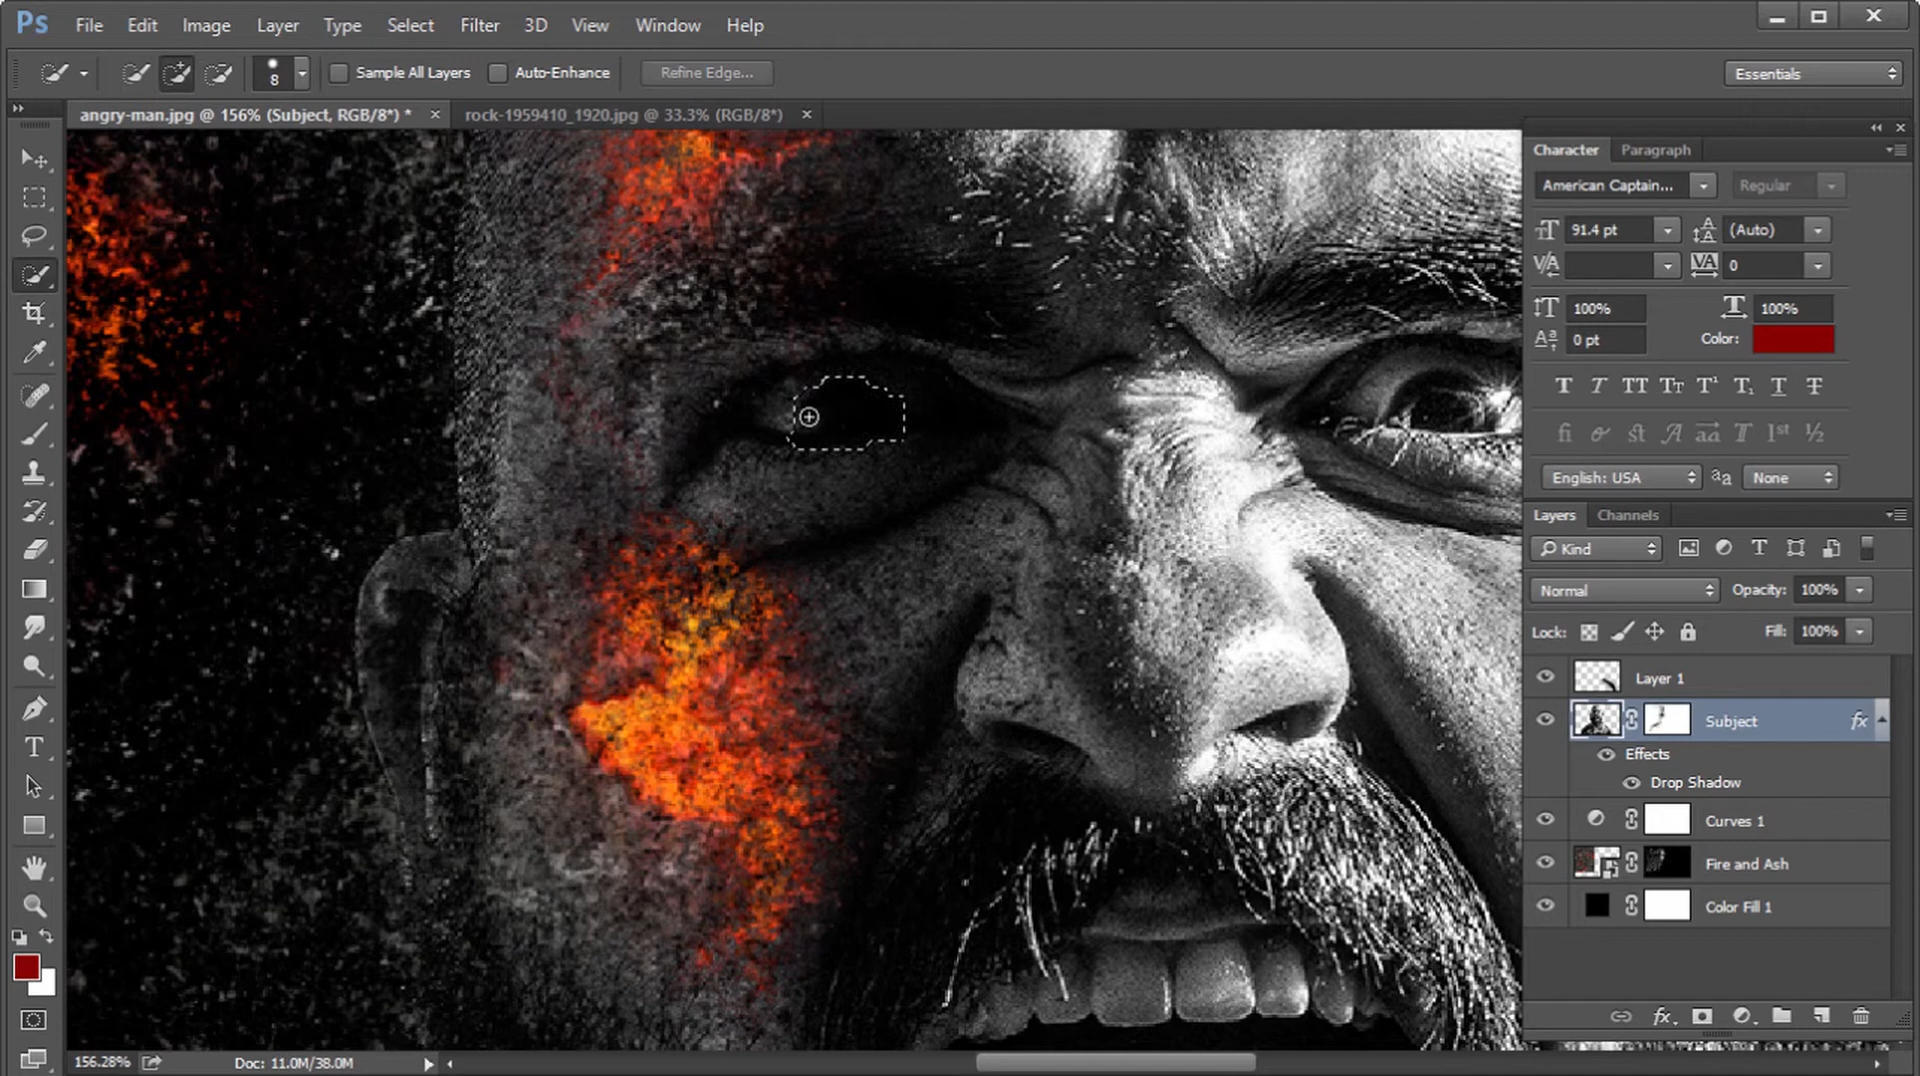 Ps File Edit Image Layer Type Select Filter 3D View Window Help
8 Sample All Layers Auto-Enhance Refine Edge... Essentials
angry-man.jpg @ 156% (Subject, RGB/8*) * × rock-1959410_1920.jpg @ 33.3% (RGB/8*) ×
Character Paragraph
American Captain... Regular
91.4 pt (Auto)
0
100% 100%
0 pt Color:
English: USA None
Layers Channels
Kind
Normal Opacity: 100%
Lock: Fill: 100%
Layer 1
Subject fx
Effects
Drop Shadow
Curves 1
Fire and Ash
Color Fill 1
fx
156.28% Doc: 11.0M/38.0M